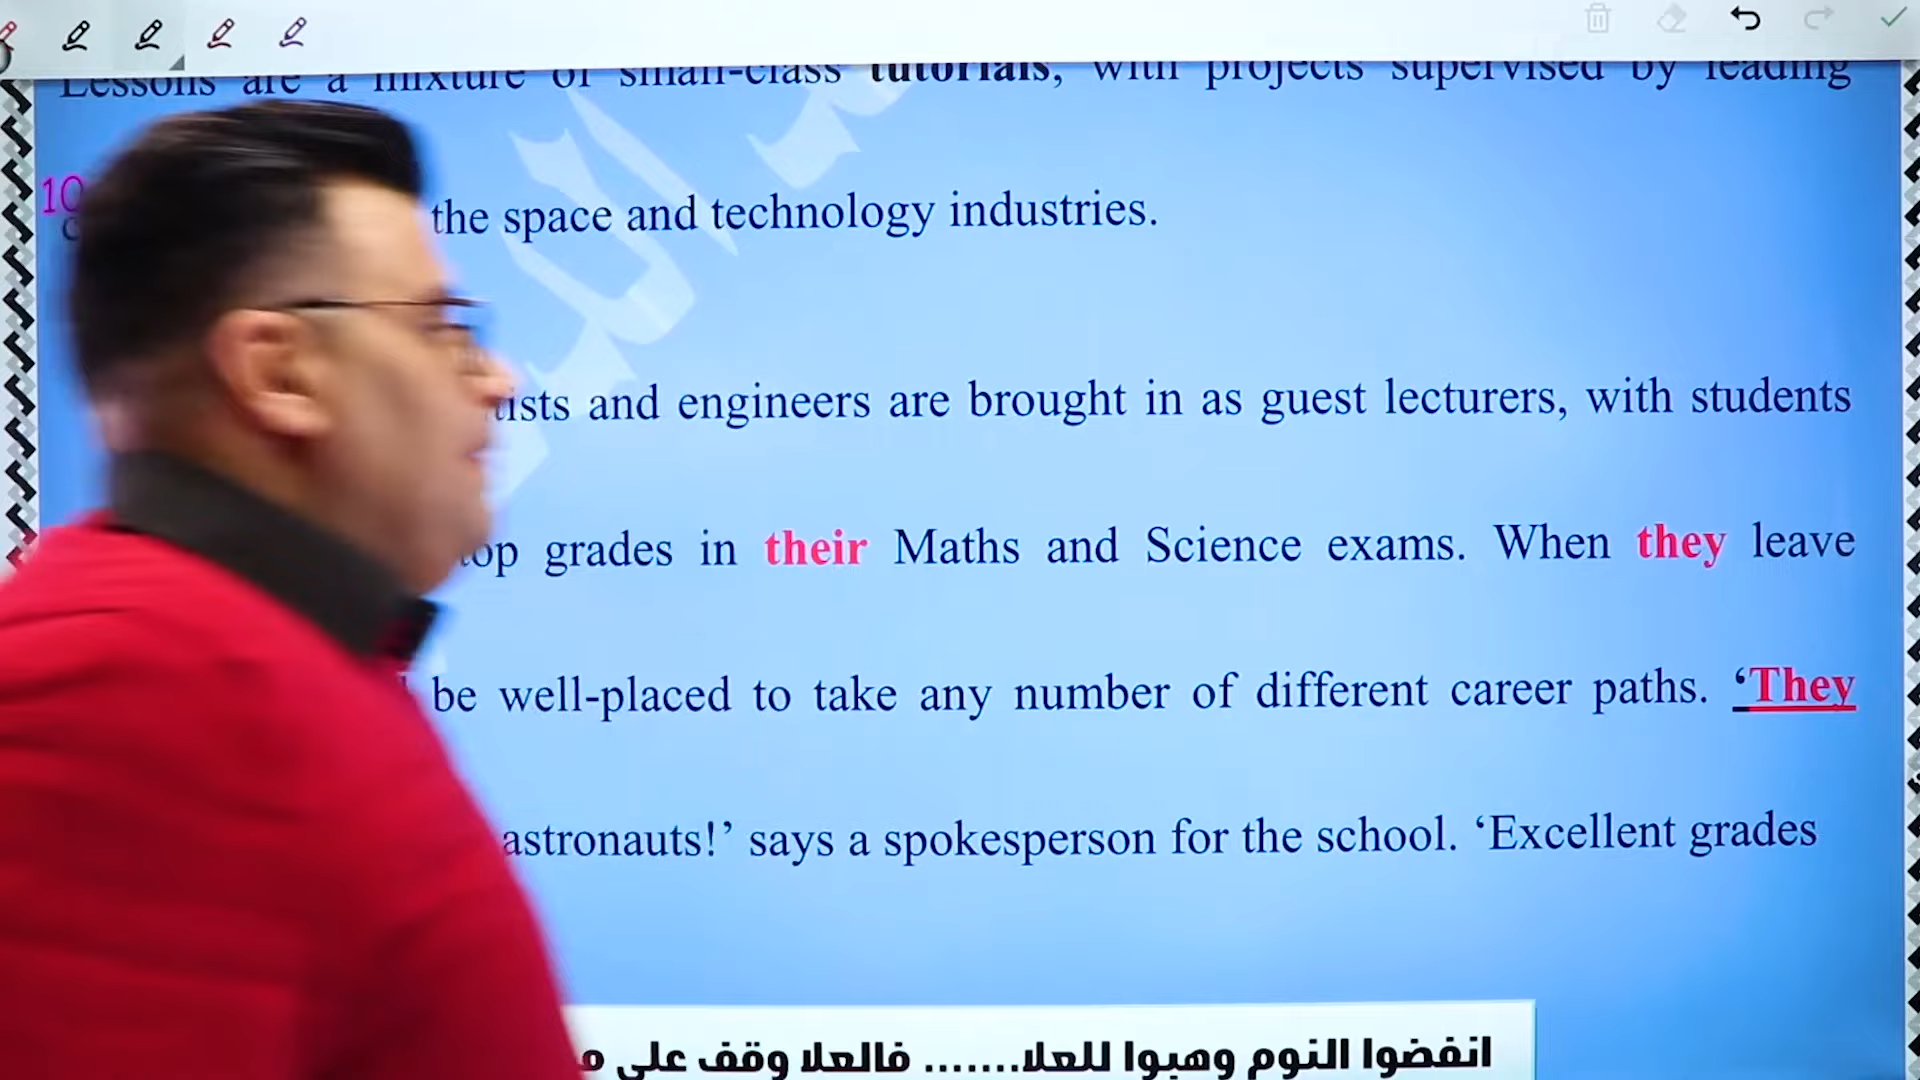 Lessons are a mixture of small-class tutorials, with projects supervised by leading
10
the space and technology industries.
and engineers are brought in as guest lecturers, with students
grades in their Maths and Science exams. When they leave
be well-placed to take any number of different career paths. ‘They
astronauts!’ says a spokesperson for the school. ‘Excellent grades
انفضوا النوم وهبوا للعلا....... فالعلا وقف على